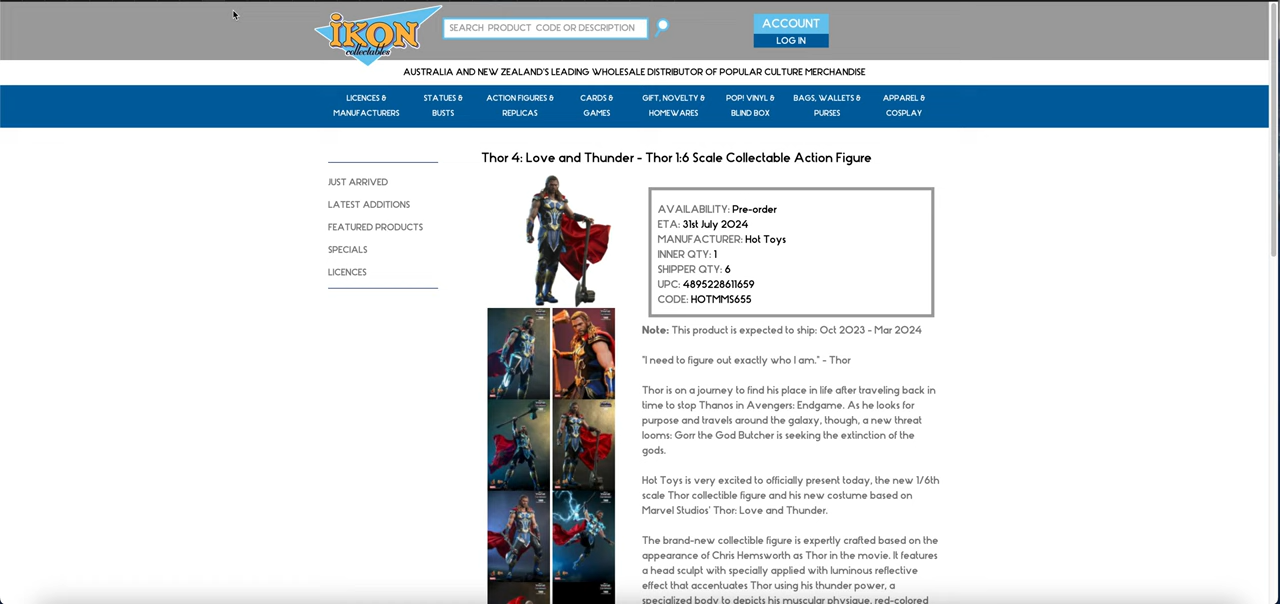 iKON
collectables
SEARCH PRODUCT CODE OR DESCRIPTION
ACCOUNT
LOG IN
AUSTRALIA AND NEW ZEALAND'S LEADING WHOLESALE DISTRIBUTOR OF POPULAR CULTURE MERCHANDISE
LICENCES &
MANUFACTURERS
STATUES &
BUSTS
ACTION FIGURES &
REPLICAS
CARDS &
GAMES
GIFT, NOVELTY &
HOMEWARES
POP! VINYL &
BLIND BOX
BAGS, WALLETS &
PURSES
APPAREL &
COSPLAY
JUST ARRIVED
LATEST ADDITIONS
FEATURED PRODUCTS
SPECIALS
LICENCES
Thor 4: Love and Thunder - Thor 1:6 Scale Collectable Action Figure
AVAILABILITY: Pre-order
ETA: 31st July 2024
MANUFACTURER: Hot Toys
INNER QTY: 1
SHIPPER QTY: 6
UPC: 4895228611659
CODE: HOTMMS655
Note: This product is expected to ship: Oct 2023 - Mar 2024
"I need to figure out exactly who I am." - Thor
Thor is on a journey to find his place in life after traveling back in
time to stop Thanos in Avengers: Endgame. As he looks for
purpose and travels around the galaxy, though, a new threat
looms: Gorr the God Butcher is seeking the extinction of the
gods.
Hot Toys is very excited to officially present today, the new 1/6th
scale Thor collectible figure and his new costume based on
Marvel Studios' Thor: Love and Thunder.
The brand-new collectible figure is expertly crafted based on the
appearance of Chris Hemsworth as Thor in the movie. It features
a head sculpt with specially applied with luminous reflective
effect that accentuates Thor using his thunder power, a
specialized body to depicts his muscular physique, red-colored